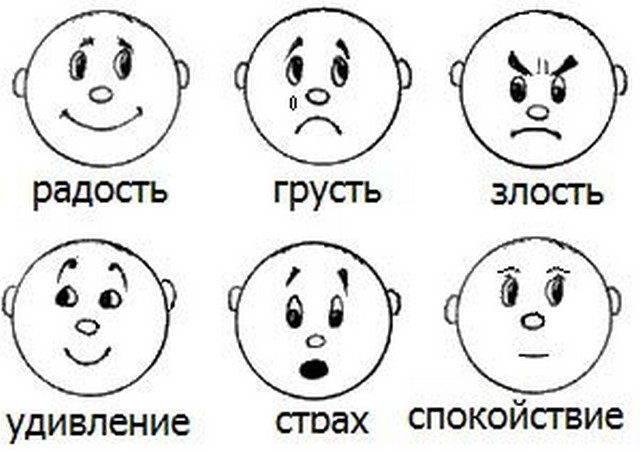 радость грусть злость
удивление страх спокойствие